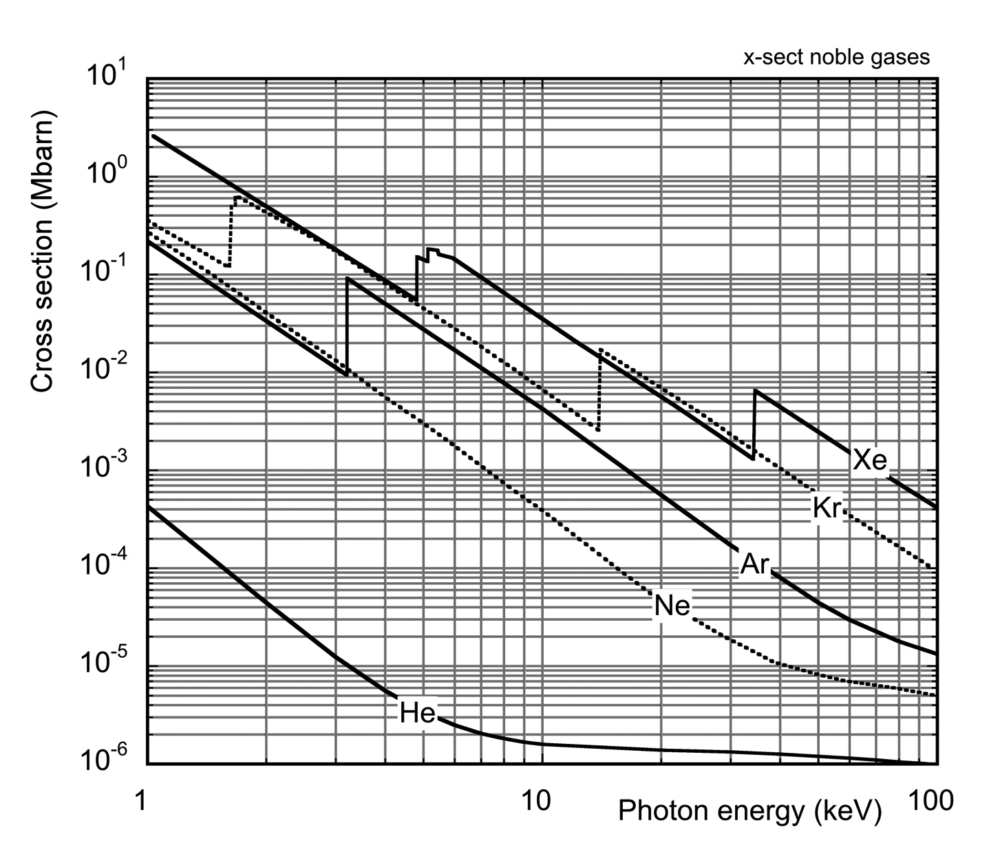 x-sect noble gases
10^1
10^0
10^-1
10^-2
10^-3
10^-4
10^-5
10^-6
Cross section (Mbarn)
Xe
Kr
Ar
Ne
He
1
10
100
Photon energy (keV)